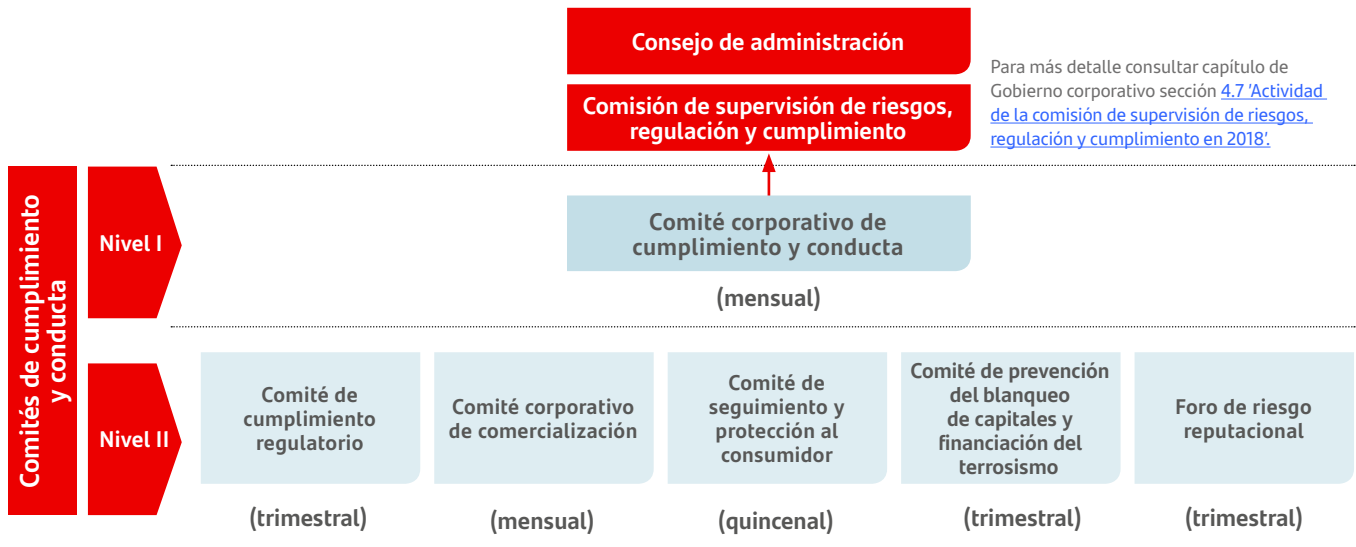 Consejo de administración
Comisión de supervisión de riesgos,
regulación y cumplimiento
Para más detalle consultar capítulo de
Gobierno corporativo sección 4.7 'Actividad
de la comisión de supervisión de riesgos,
regulación y cumplimiento en 2018'.
Comités de cumplimiento
y conducta
Nivel I
Comité corporativo de
cumplimiento y conducta
(mensual)
Nivel II
Comité de
cumplimiento
regulatorio
(trimestral)
Comité corporativo
de comercialización
(mensual)
Comité de
seguimiento y
protección al
consumidor
(quincenal)
Comité de prevención
del blanqueo
de capitales y
financiación del
terrosismo
(trimestral)
Foro de riesgo
reputacional
(trimestral)